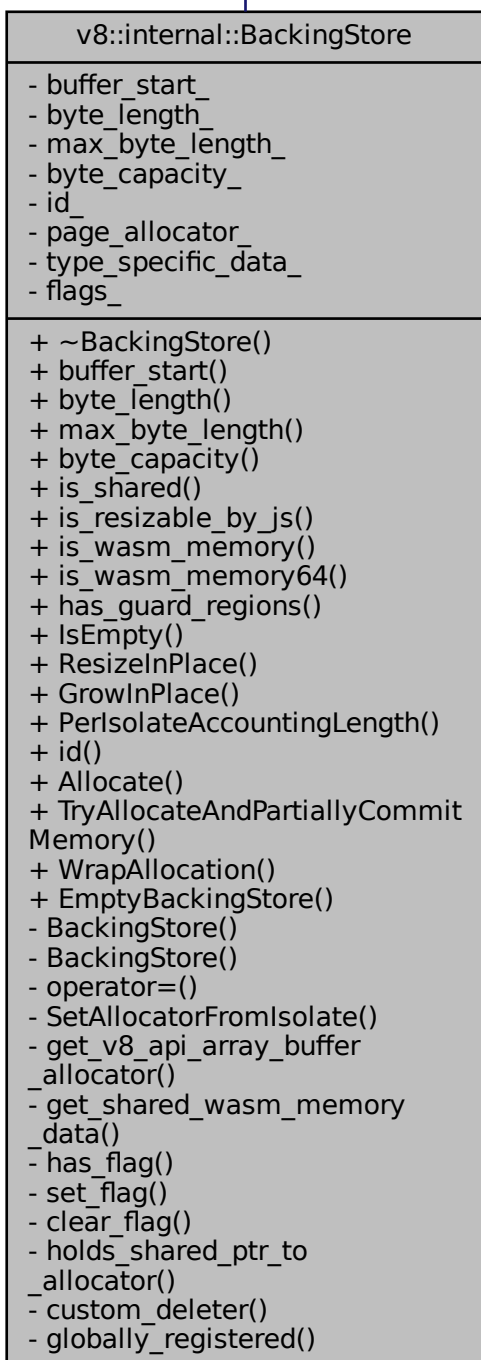 v8::internal::BackingStore
- buffer_start_
- byte_length_
- max_byte_length_
- byte_capacity_
- id_
- page_allocator_
- type_specific_data_
- flags_
+ ~BackingStore()
+ buffer_start()
+ byte_length()
+ max_byte_length()
+ byte_capacity()
+ is_shared()
+ is_resizable_by_js()
+ is_wasm_memory()
+ is_wasm_memory64()
+ has_guard_regions()
+ IsEmpty()
+ ResizeInPlace()
+ GrowInPlace()
+ PerIsolateAccountingLength()
+ id()
+ Allocate()
+ TryAllocateAndPartiallyCommit
Memory()
+ WrapAllocation()
+ EmptyBackingStore()
- BackingStore()
- BackingStore()
- operator=()
- SetAllocatorFromIsolate()
- get_v8_api_array_buffer
_allocator()
- get_shared_wasm_memory
_data()
- has_flag()
- set_flag()
- clear_flag()
- holds_shared_ptr_to
_allocator()
- custom_deleter()
- globally_registered()